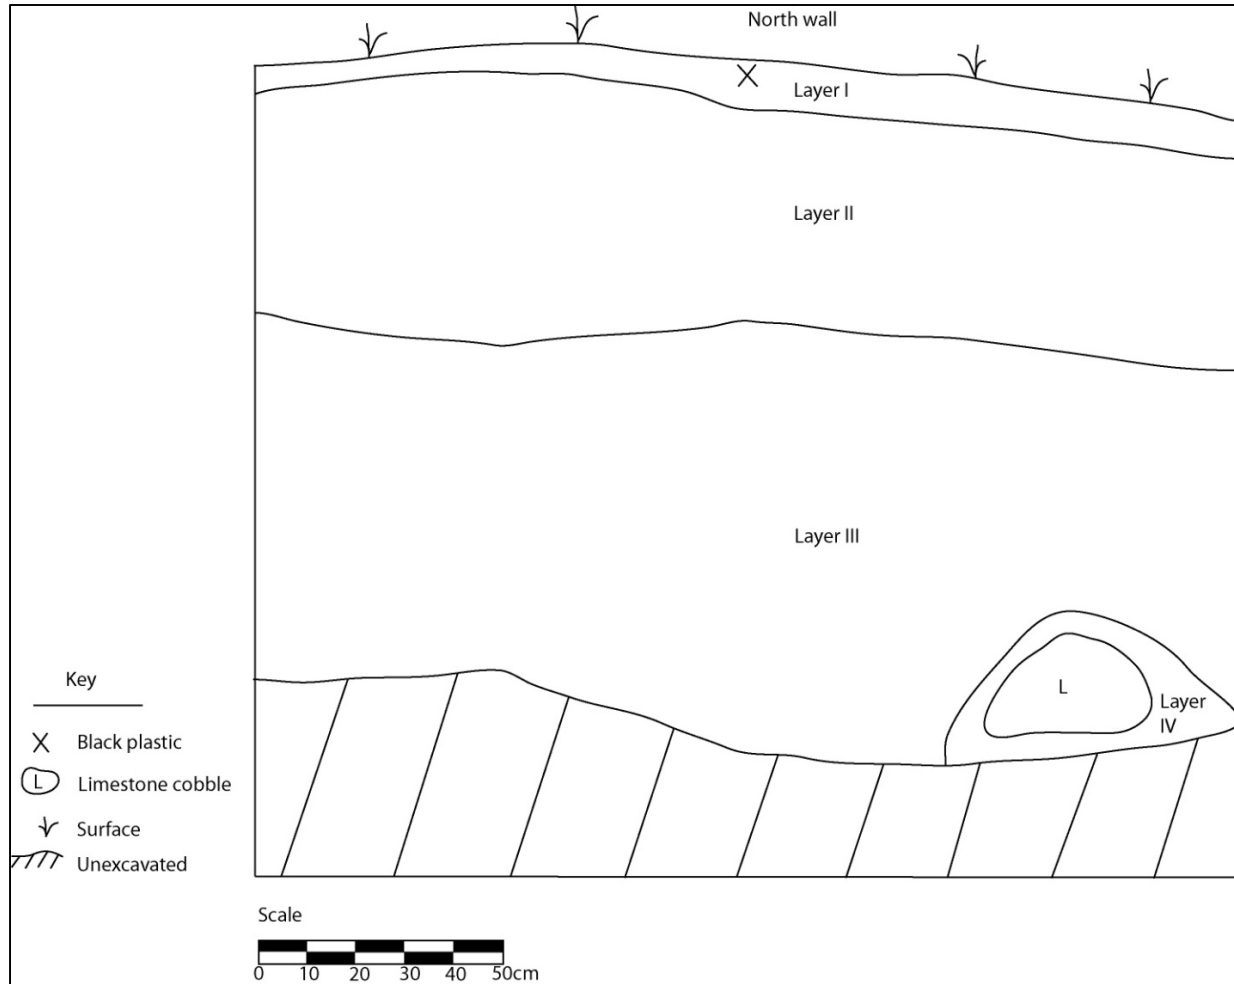 North wall
X
Layer I
Layer II
Layer III
L
Layer
IV
Key
X Black plastic
L Limestone cobble
Surface
Unexcavated
Scale
0 10 20 30 40 50cm